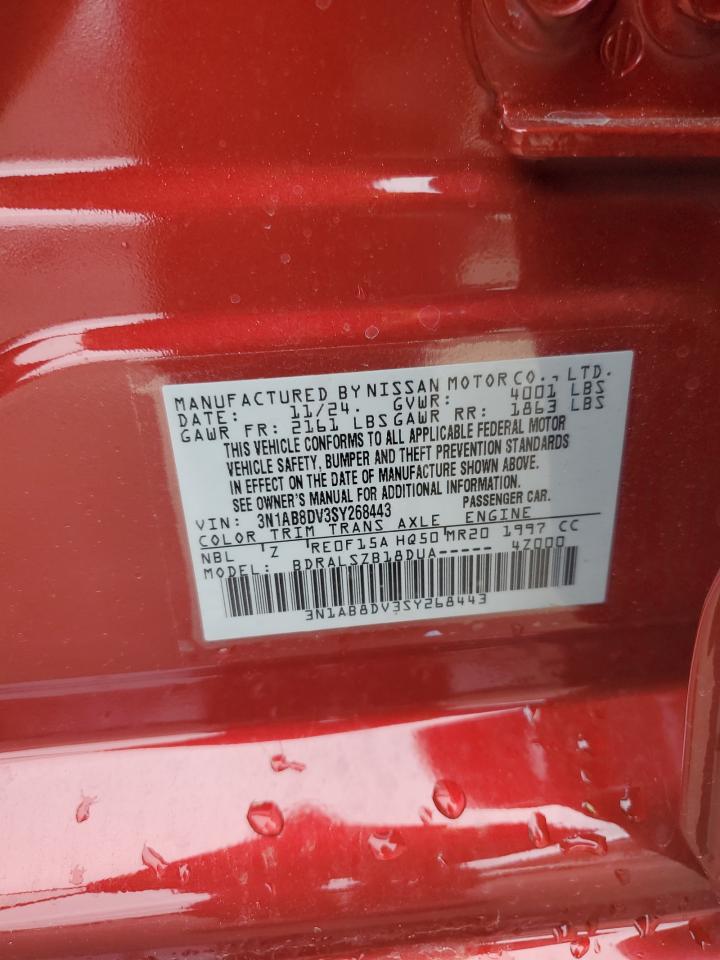 MANUFACTURED BY NISSAN MOTOR CO., LTD.
DATE: 11/24. GVWR: 4001 LBS
GAWR FR: 2161 LBS GAWR RR: 1863 LBS
THIS VEHICLE CONFORMS TO ALL APPLICABLE FEDERAL MOTOR
VEHICLE SAFETY, BUMPER AND THEFT PREVENTION STANDARDS
IN EFFECT ON THE DATE OF MANUFACTURE SHOWN ABOVE.
SEE OWNER'S MANUAL FOR ADDITIONAL INFORMATION.
VIN: 3N1AB8DV3SY268443 PASSENGER CAR.
COLOR TRIM TRANS AXLE ENGINE
NBL Z RE0F15A HQ50 MR20 1997 CC
MODEL: BDRALSZB18DUA----- 4Z000
3N1AB8DV3SY268443